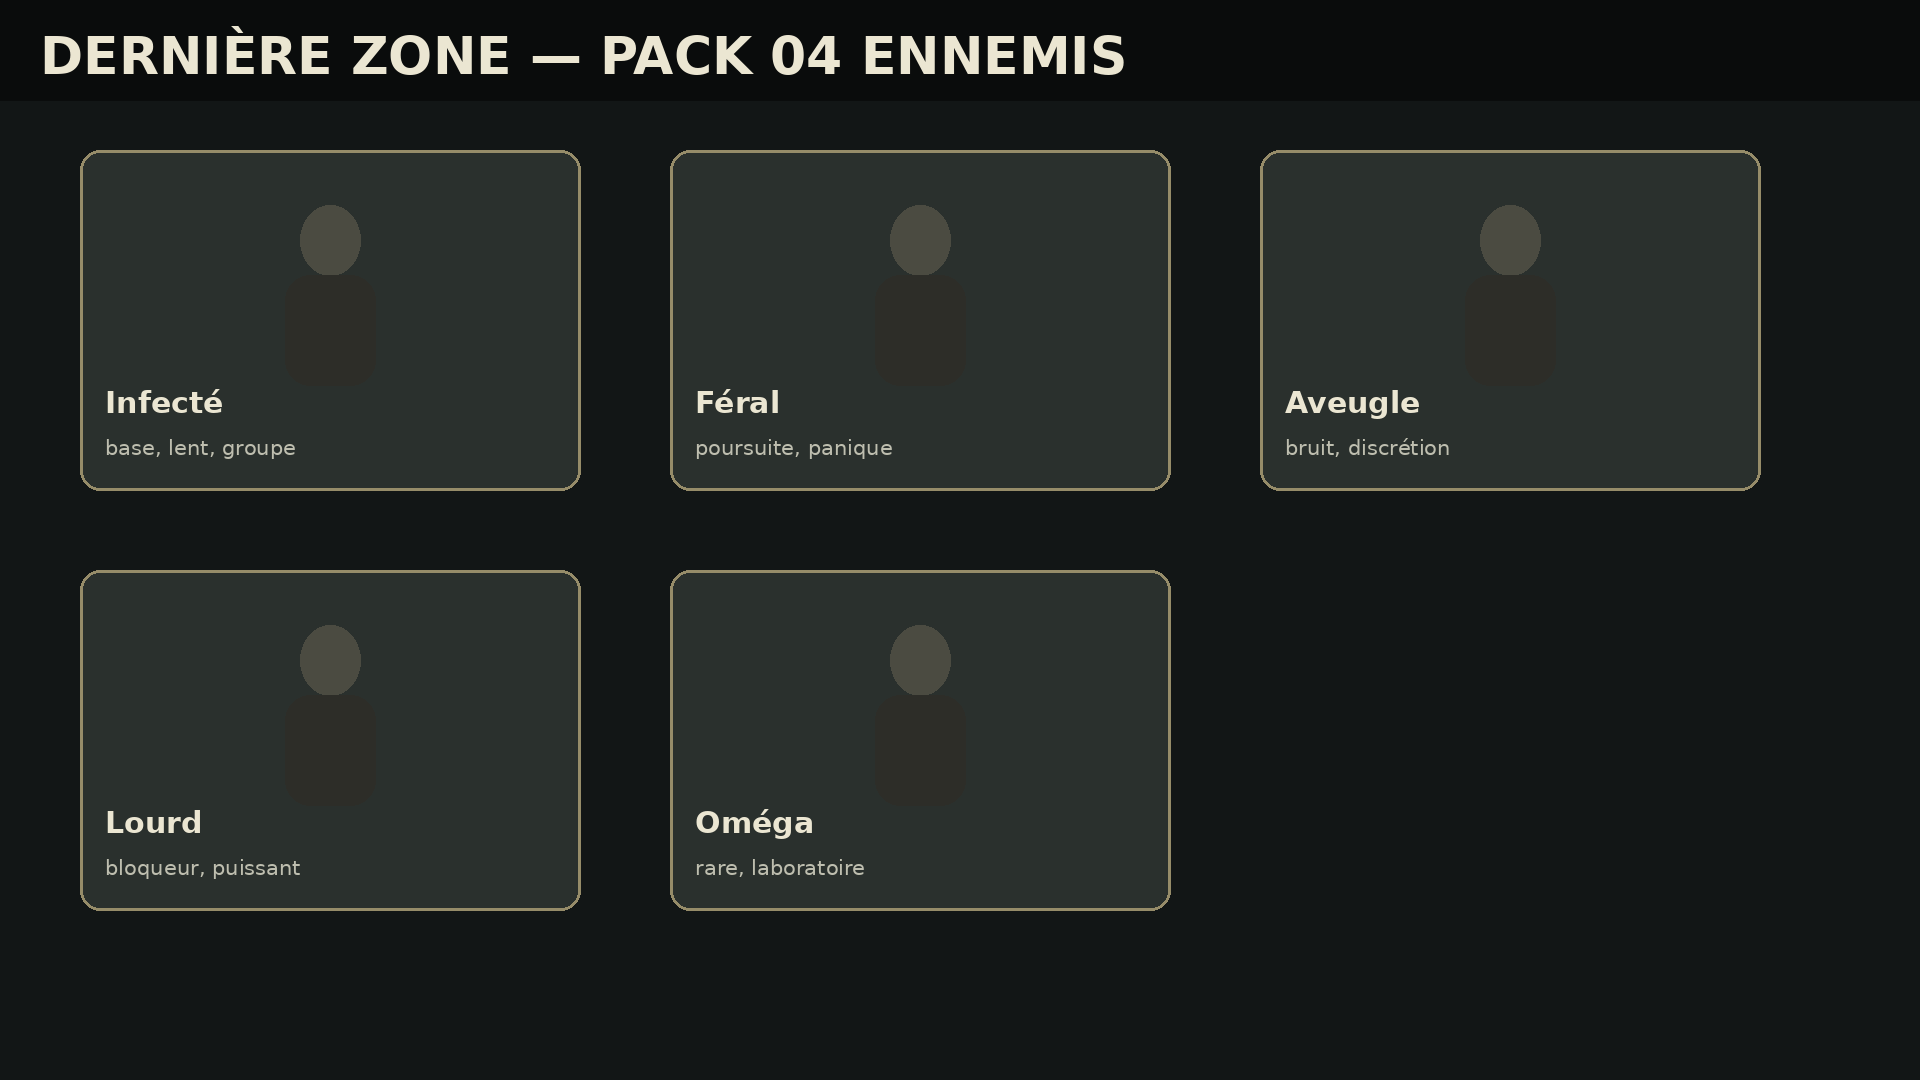 DERNIÈRE ZONE — PACK 04 ENNEMIS
Infecté
base, lent, groupe
Féral
poursuite, panique
Aveugle
bruit, discrétion
Lourd
bloqueur, puissant
Oméga
rare, laboratoire